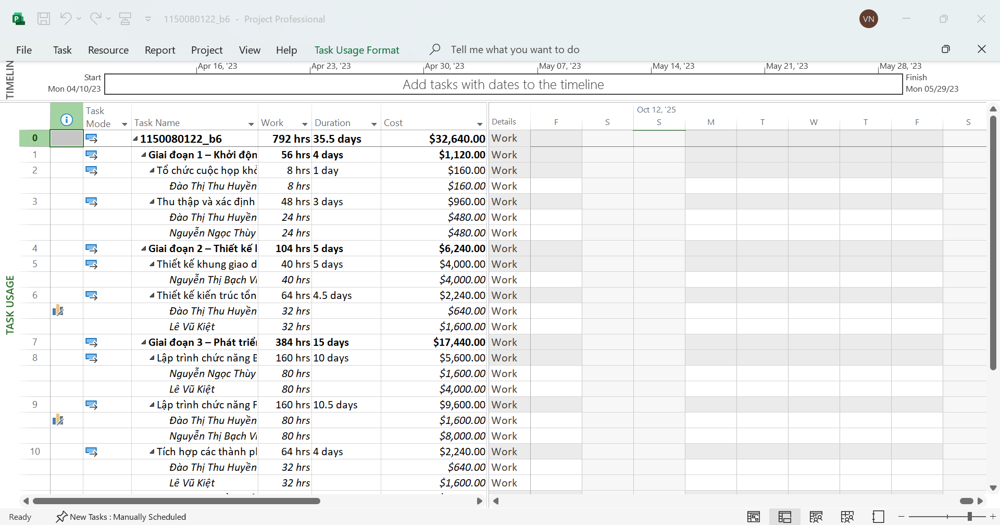 1150080122_b6 - Project Professional
VN
File Task Resource Report Project View Help Task Usage Format Tell me what you want to do
TIMELIN
Apr 16, '23 Apr 23, '23 Apr 30, '23 May 07, '23 May 14, '23 May 21, '23 May 28, '23
Start
Mon 04/10/23
Add tasks with dates to the timeline
Finish
Mon 05/29/23
TASK USAGE
Task Mode Task Name Work Duration Cost Details
Oct 12, '25
F S S M T W T F S
0 1150080122_b6 792 hrs 35.5 days $32,640.00 Work
1 Giai đoạn 1 – Khởi độn 56 hrs 4 days $1,120.00 Work
2 Tổ chức cuộc họp khở 8 hrs 1 day $160.00 Work
Đào Thị Thu Huyền 8 hrs $160.00 Work
3 Thu thập và xác định 48 hrs 3 days $960.00 Work
Đào Thị Thu Huyền 24 hrs $480.00 Work
Nguyễn Ngọc Thùy 24 hrs $480.00 Work
4 Giai đoạn 2 – Thiết kế 104 hrs 5 days $6,240.00 Work
5 Thiết kế khung giao d 40 hrs 5 days $4,000.00 Work
Nguyễn Thị Bạch Vi 40 hrs $4,000.00 Work
6 Thiết kế kiến trúc tổn 64 hrs 4.5 days $2,240.00 Work
Đào Thị Thu Huyền 32 hrs $640.00 Work
Lê Vũ Kiệt 32 hrs $1,600.00 Work
7 Giai đoạn 3 – Phát triể 384 hrs 15 days $17,440.00 Work
8 Lập trình chức năng B 160 hrs 10 days $5,600.00 Work
Nguyễn Ngọc Thùy 80 hrs $1,600.00 Work
Lê Vũ Kiệt 80 hrs $4,000.00 Work
9 Lập trình chức năng F 160 hrs 10.5 days $9,600.00 Work
Đào Thị Thu Huyền 80 hrs $1,600.00 Work
Nguyễn Thị Bạch Vi 80 hrs $8,000.00 Work
10 Tích hợp các thành ph 64 hrs 4 days $2,240.00 Work
Đào Thị Thu Huyền 32 hrs $640.00 Work
Lê Vũ Kiệt 32 hrs $1,600.00 Work
Ready New Tasks : Manually Scheduled